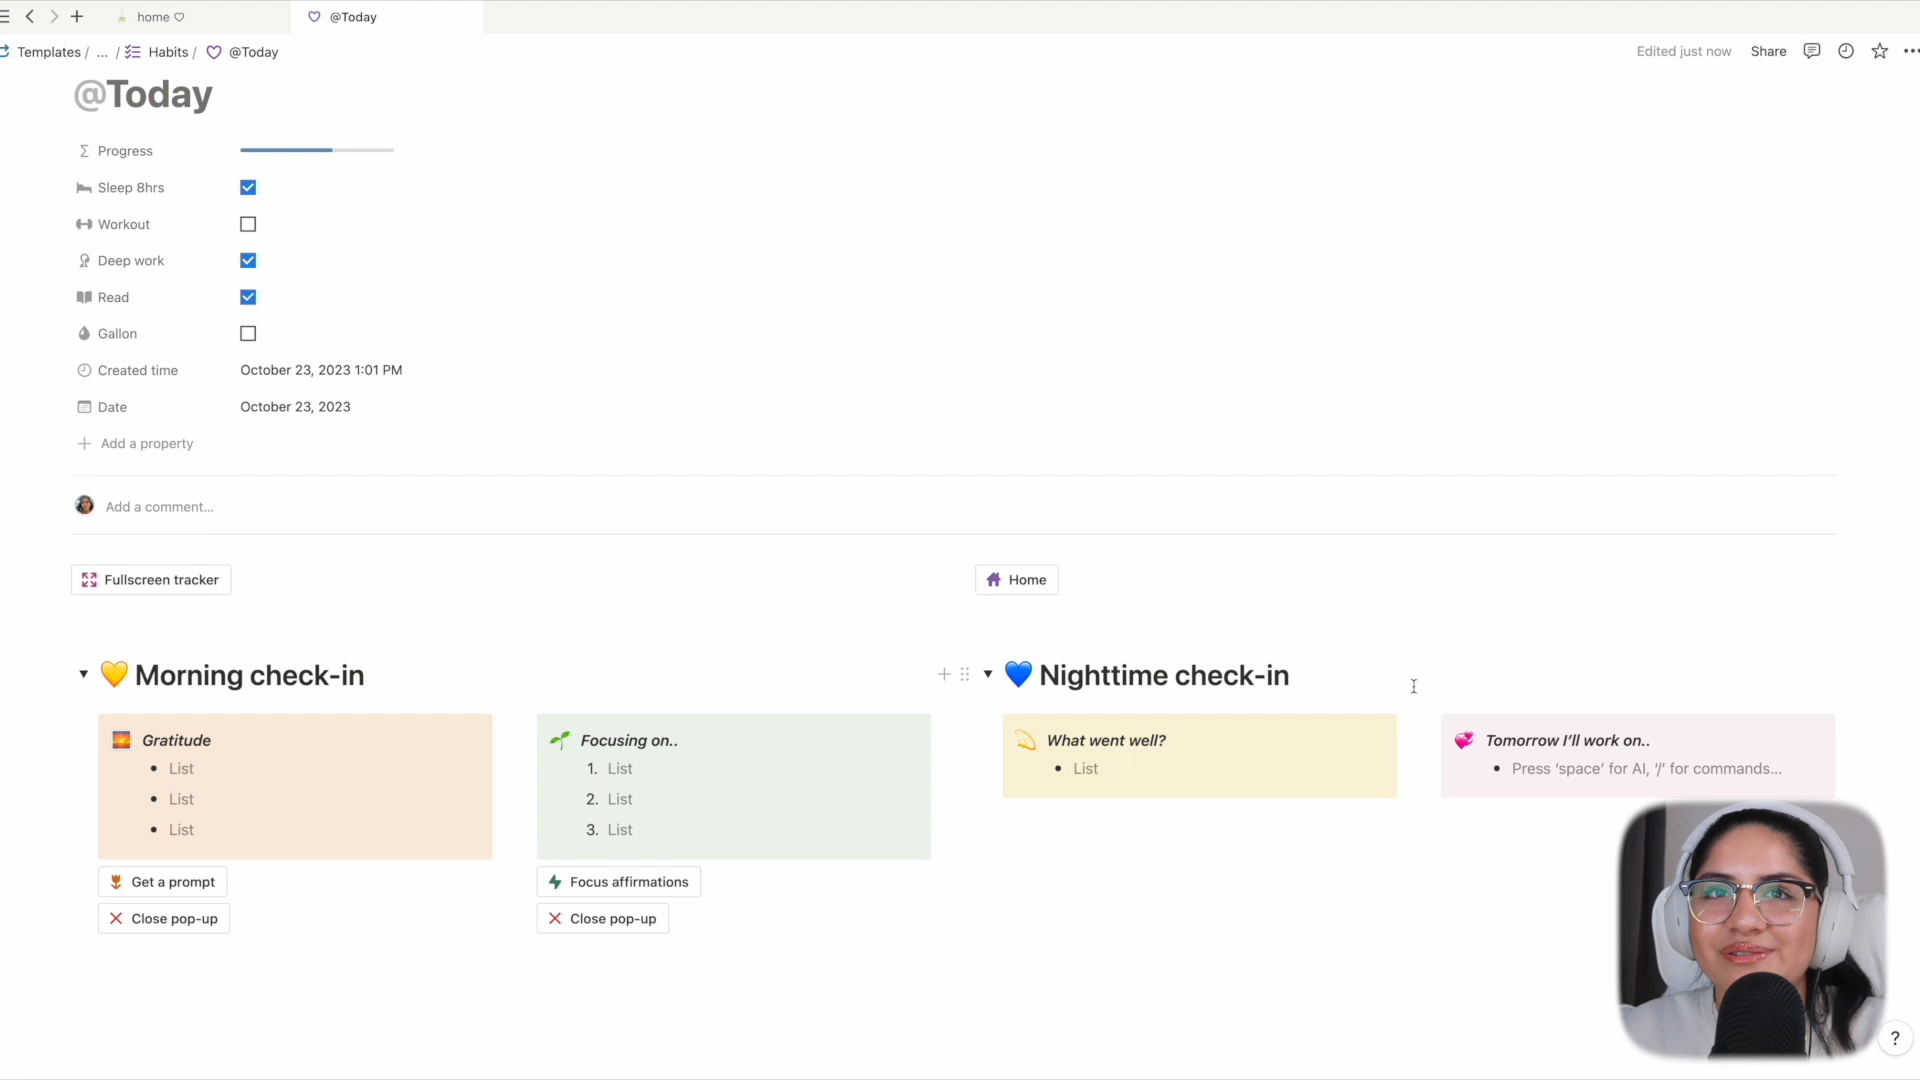 home ♡
@Today
Templates / ... / Habits / @Today
Edited just now Share
@Today
Progress
Sleep 8hrs
Workout
Deep work
Read
Gallon
Created time October 23, 2023 1:01 PM
Date October 23, 2023
Add a property
Add a comment...
Fullscreen tracker
Home
Morning check-in
Gratitude
• List
• List
• List
Get a prompt
Close pop-up
Focusing on..
1. List
2. List
3. List
Focus affirmations
Close pop-up
Nighttime check-in
What went well?
• List
Tomorrow I’ll work on..
• Press ‘space’ for AI, ‘/’ for commands...
?